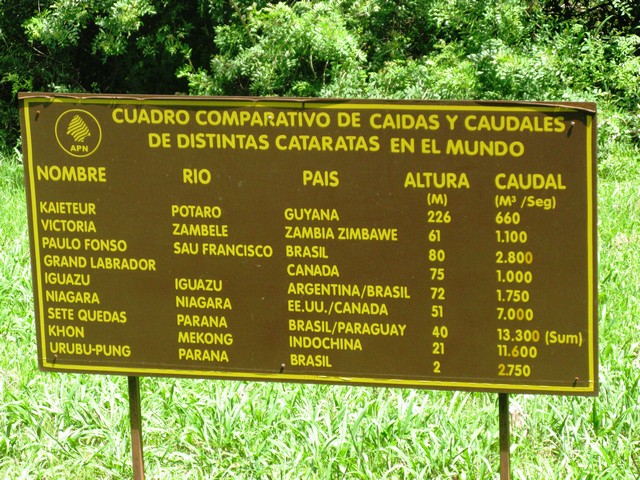 APN
CUADRO COMPARATIVO DE CAIDAS Y CAUDALES
DE DISTINTAS CATARATAS EN EL MUNDO
NOMBRE RIO PAIS ALTURA CAUDAL
(M) (M³ /Seg)
KAIETEUR POTARO GUYANA 226 660
VICTORIA ZAMBELE ZAMBIA ZIMBAWE 61 1.100
PAULO FONSO SAU FRANCISCO BRASIL 80 2.800
GRAND LABRADOR CANADA 75 1.000
IGUAZU IGUAZU ARGENTINA/BRASIL 72 1.750
NIAGARA NIAGARA EE.UU./CANADA 51 7.000
SETE QUEDAS PARANA BRASIL/PARAGUAY 40 13.300 (Sum)
KHON MEKONG INDOCHINA 21 11.600
URUBU-PUNG PARANA BRASIL 2 2.750